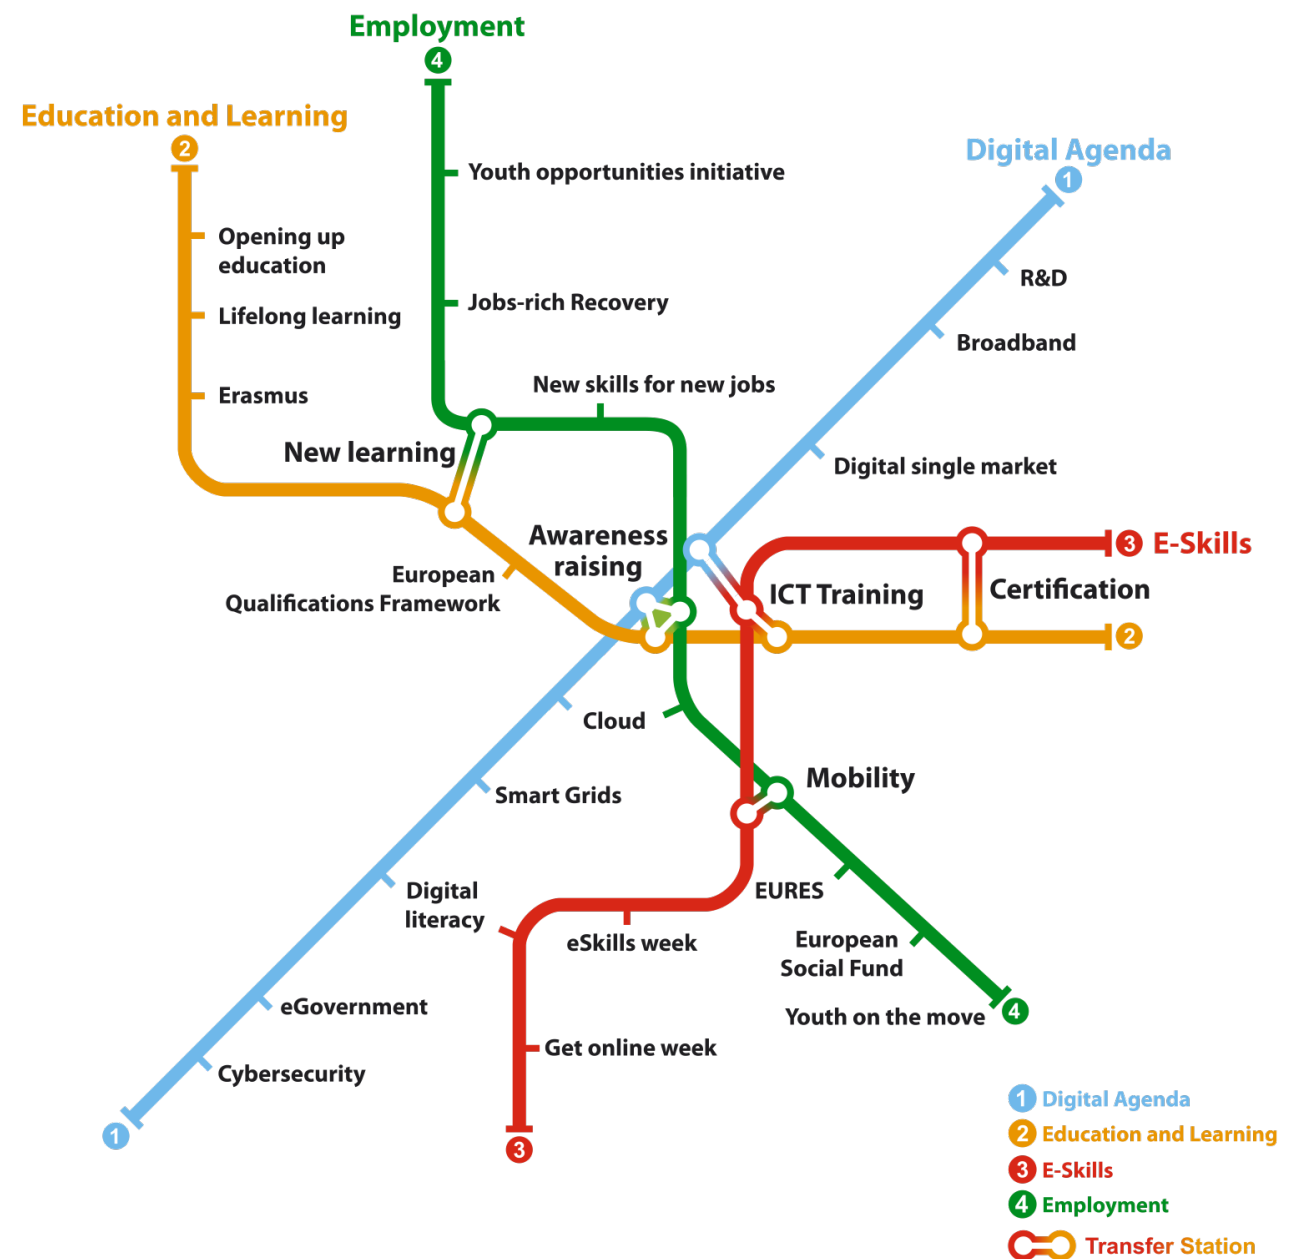 Employment
4
Education and Learning
2
Digital Agenda
1
Youth opportunities initiative
Opening up
education
R&D
Jobs-rich Recovery
Lifelong learning
Broadband
New skills for new jobs
Erasmus
New learning
Digital single market
Awareness
raising
3 E-Skills
European
Qualifications Framework
ICT Training
Certification
2
Cloud
Mobility
Smart Grids
Digital
literacy
EURES
eSkills week
European
Social Fund
eGovernment
Youth on the move
4
Get online week
Cybersecurity
1
3
1 Digital Agenda
2 Education and Learning
3 E-Skills
4 Employment
Transfer Station